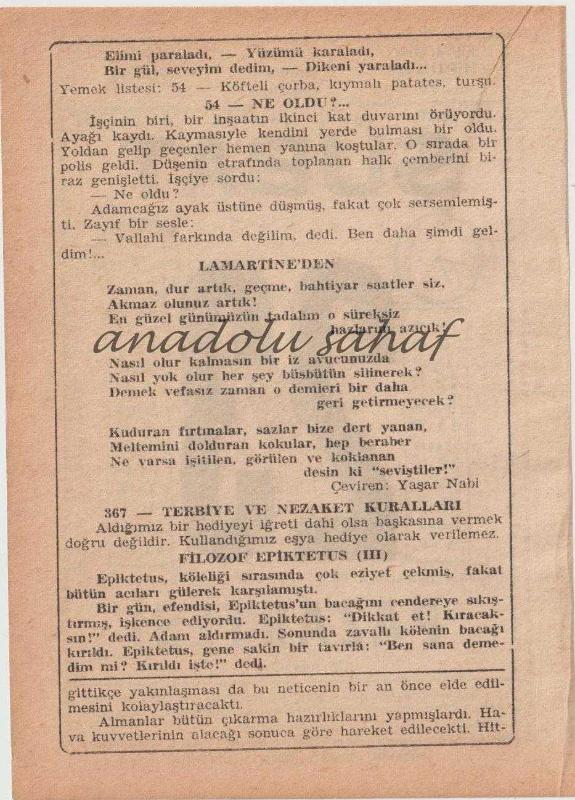 Elimi paraladı, — Yüzümü karaladı,
Bir gül, seveyim dedim, — Dikeni yaraladı...
Yemek listesi: 54 — Köfteli çorba, kıymalı patates, turşu.
54 — NE OLDU?...
İşçinin biri, bir inşaatın ikinci kat duvarını örüyordu.
Ayağı kaydı. Kaymasıyle kendini yerde bulması bir oldu.
Yoldan gelip geçenler hemen yanına koştular. O sırada bir
polis geldi. Düşenin etrafında toplanan halk çemberini bi-
raz genişletti. İşçiye sordu:
— Ne oldu?
Adamcağız ayak üstüne düşmüş, fakat çok sersemlemiş-
ti. Zayıf bir sesle:
— Vallahi farkında değilim, dedi. Ben daha şimdi gel-
dim!...
LAMARTİNE'DEN
Zaman, dur artık, geçme, bahtiyar saatler siz,
Akmaz olunuz artık!
En güzel günümüzün tadalım o süreksiz
hazlarını azıcık!
anadolu sahaf
Nasıl olur kalmasın bir iz avucunuzda
Nasıl yok olur her şey büsbütün silinerek?
Demek vefasız zaman o demleri bir daha
geri getirmeyecek?
Kuduran fırtınalar, sazlar bize dert yanan,
Meltemini dolduran kokular, hep beraber
Ne varsa işitilen, görülen ve koklanan
desin ki "seviştiler!"
Çeviren: Yaşar Nabi
367 — TERBİYE VE NEZAKET KURALLARI
Aldığımız bir hediyeyi iğreti dahi olsa başkasına vermek
doğru değildir. Kullandığımız eşya hediye olarak verilemez.
FİLOZOF EPİKTETUS (III)
Epiktetus, köleliği sırasında çok eziyet çekmiş, fakat
bütün acıları gülerek karşılamıştı.
Bir gün, efendisi, Epiktetus'un bacağını cendereye sıkış-
tırmış, işkence ediyordu. Epiktetus: "Dikkat et! Kıracak-
sın!" dedi. Adam aldırmadı. Sonunda zavallı kölenin bacağı
kırıldı. Epiktetus, gene sakin bir tavırla: "Ben sana deme-
dim mi? Kırıldı işte!" dedi.
gittikçe yakınlaşması da bu neticenin bir an önce elde edil-
mesini kolaylaştıracaktı.
Almanlar bütün çıkarma hazırlıklarını yapmışlardı. Ha-
va kuvvetlerinin alacağı sonuca göre hareket edilecekti. Hit-